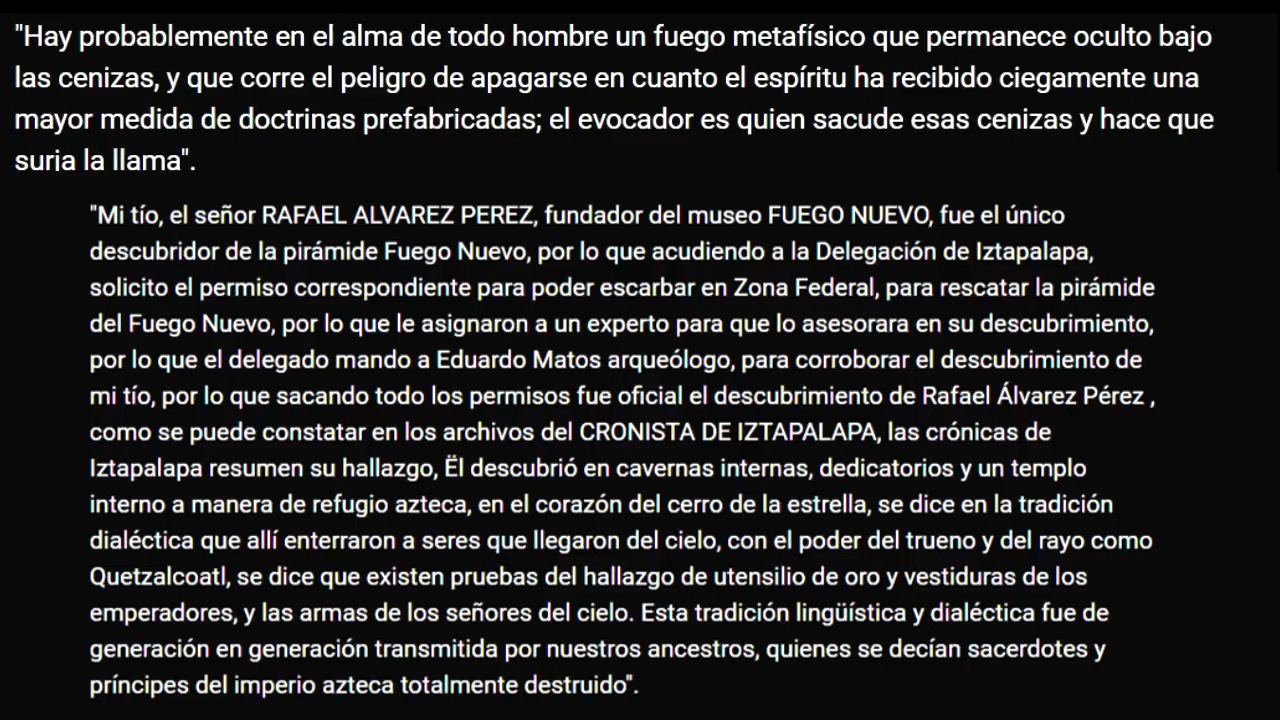 "Hay probablemente en el alma de todo hombre un fuego metafísico que permanece oculto bajo
las cenizas, y que corre el peligro de apagarse en cuanto el espíritu ha recibido ciegamente una
mayor medida de doctrinas prefabricadas; el evocador es quien sacude esas cenizas y hace que
surja la llama".
"Mi tío, el señor RAFAEL ALVAREZ PEREZ, fundador del museo FUEGO NUEVO, fue el único
descubridor de la pirámide Fuego Nuevo, por lo que acudiendo a la Delegación de Iztapalapa,
solicito el permiso correspondiente para poder escarbar en Zona Federal, para rescatar la pirámide
del Fuego Nuevo, por lo que le asignaron a un experto para que lo asesorara en su descubrimiento,
por lo que el delegado mando a Eduardo Matos arqueólogo, para corroborar el descubrimiento de
mi tío, por lo que sacando todo los permisos fue oficial el descubrimiento de Rafael Álvarez Pérez ,
como se puede constatar en los archivos del CRONISTA DE IZTAPALAPA, las crónicas de
Iztapalapa resumen su hallazgo, Ël descubrió en cavernas internas, dedicatorios y un templo
interno a manera de refugio azteca, en el corazón del cerro de la estrella, se dice en la tradición
dialéctica que allí enterraron a seres que llegaron del cielo, con el poder del trueno y del rayo como
Quetzalcoatl, se dice que existen pruebas del hallazgo de utensilio de oro y vestiduras de los
emperadores, y las armas de los señores del cielo. Esta tradición lingüística y dialéctica fue de
generación en generación transmitida por nuestros ancestros, quienes se decían sacerdotes y
príncipes del imperio azteca totalmente destruido".